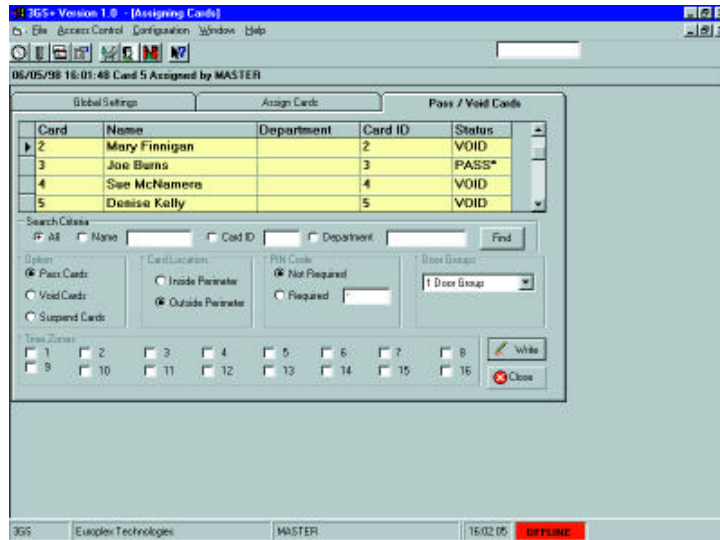 3GS+ Version 1.0 - [Assigning Cards]
File Access Control Configuration Window Help
06/05/98 16:01:48 Card 5 Assigned by MASTER
Global Settings Assign Cards Pass / Void Cards
Card Name Department Card ID Status
2 Mary Finnigan 2 VOID
3 Joe Burns 3 PASS*
4 Sue McNamera 4 VOID
5 Denise Kelly 5 VOID
Search Criteria
All Name Card ID Department Find
Option Card Location PIN Code Door Groups
Pass Cards Inside Perimeter Not Required 1 Door Group
Void Cards Outside Perimeter Required *
Suspend Cards
Time Zones
1 2 3 4 5 6 7 8 Write
9 10 11 12 13 14 15 16 Close
3GS Europlex Technologies MASTER 16:02:05 OFFLINE